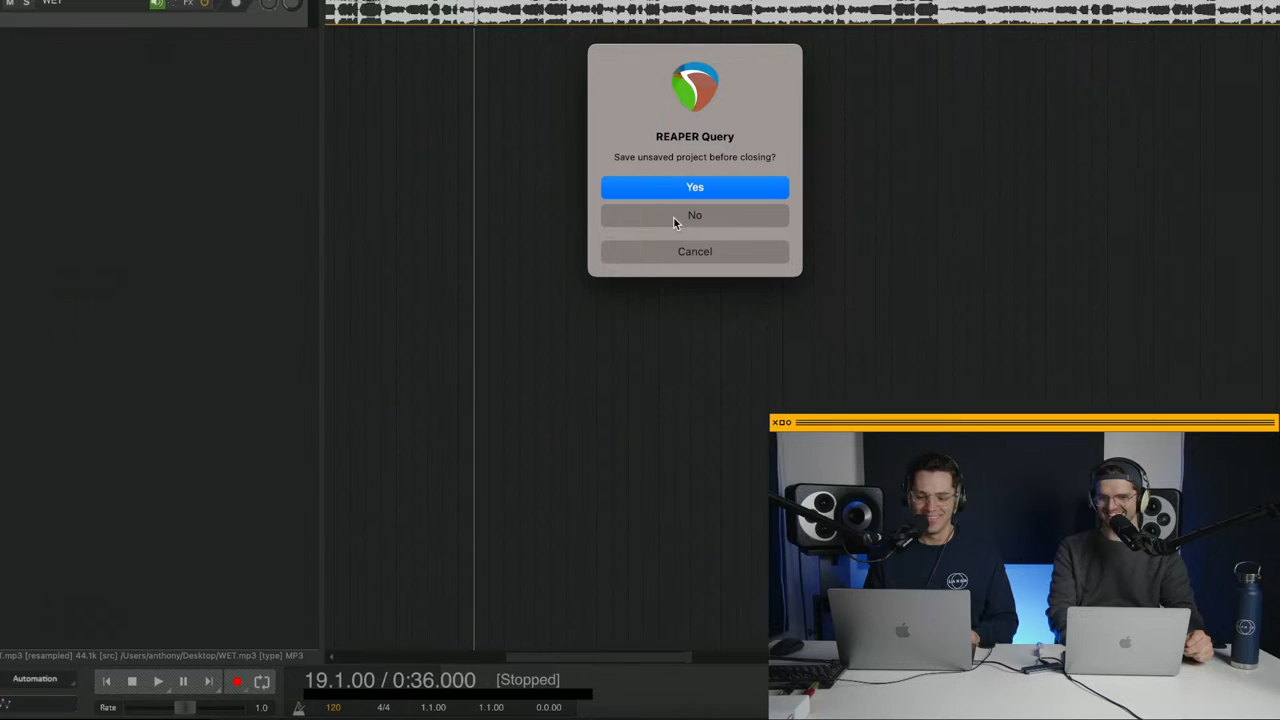 M S WET FX
REAPER Query
Save unsaved project before closing?
Yes
No
Cancel
T.mp3 [resampled] 44.1k [src] /Users/anthony/Desktop/WET.mp3 [type] MP3
Automation
19.1.00 / 0:36.000 [Stopped]
Rate 1.0
120 4/4 1.1.00 1.1.00 0.0.00